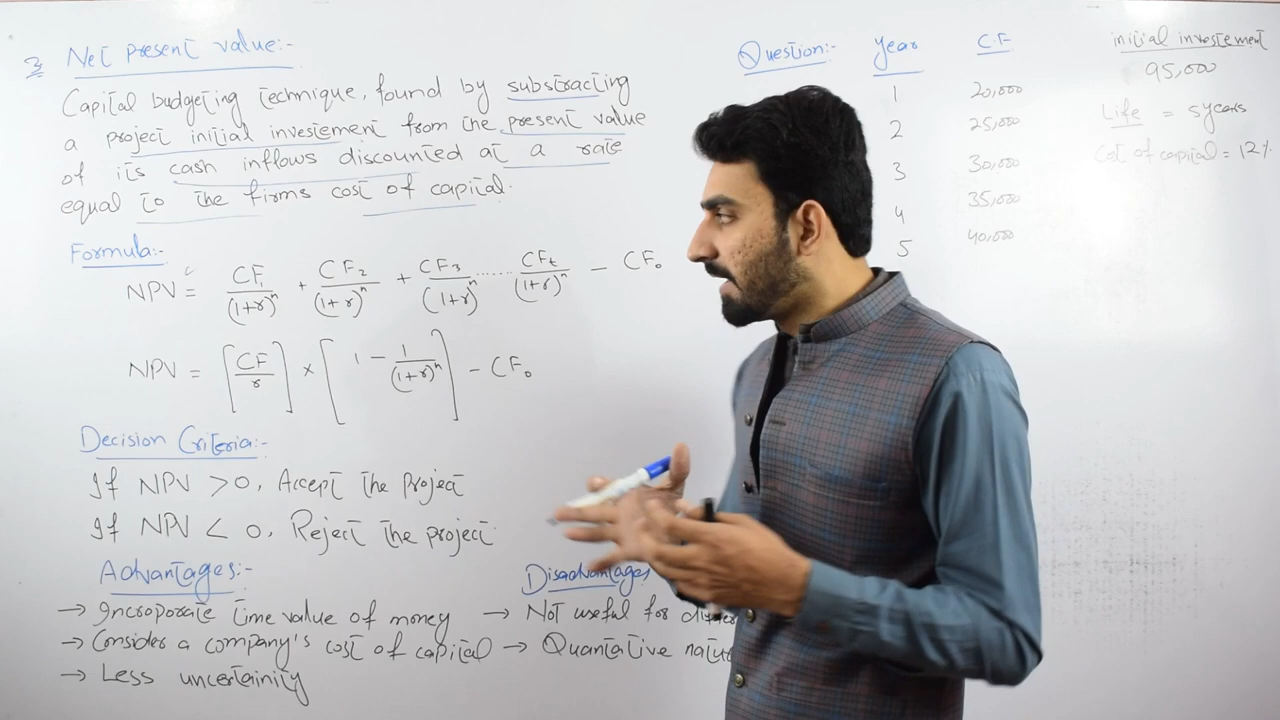 3 Net present value:-
Capital budgeting technique, found by substracting
a project initial investement from the present value
of its cash inflows discounted at a rate
equal to the firms cost of capital.
Formula:-
NPV = CF1/(1+r)^n + CF2/(1+r)^n + CF3/(1+r)^n ...... CFt/(1+r)^n - CF0
NPV = [CF/r] × [1 - 1/(1+r)^n] - CF0
Decision Criteria:-
If NPV > 0, Accept the project
If NPV < 0, Reject the project.
Advantages:-
→ Incroporate time value of money
→ Consider a company's cost of capital
→ Less uncertainity
Disadvantages
→ Not useful for
→ Quantative
Question:- year CF
1 20,000
2 25,000
3 30,000
4 35,000
5 40,000
initial investement
95,000
Life = 5 years
Cost of capital = 12%